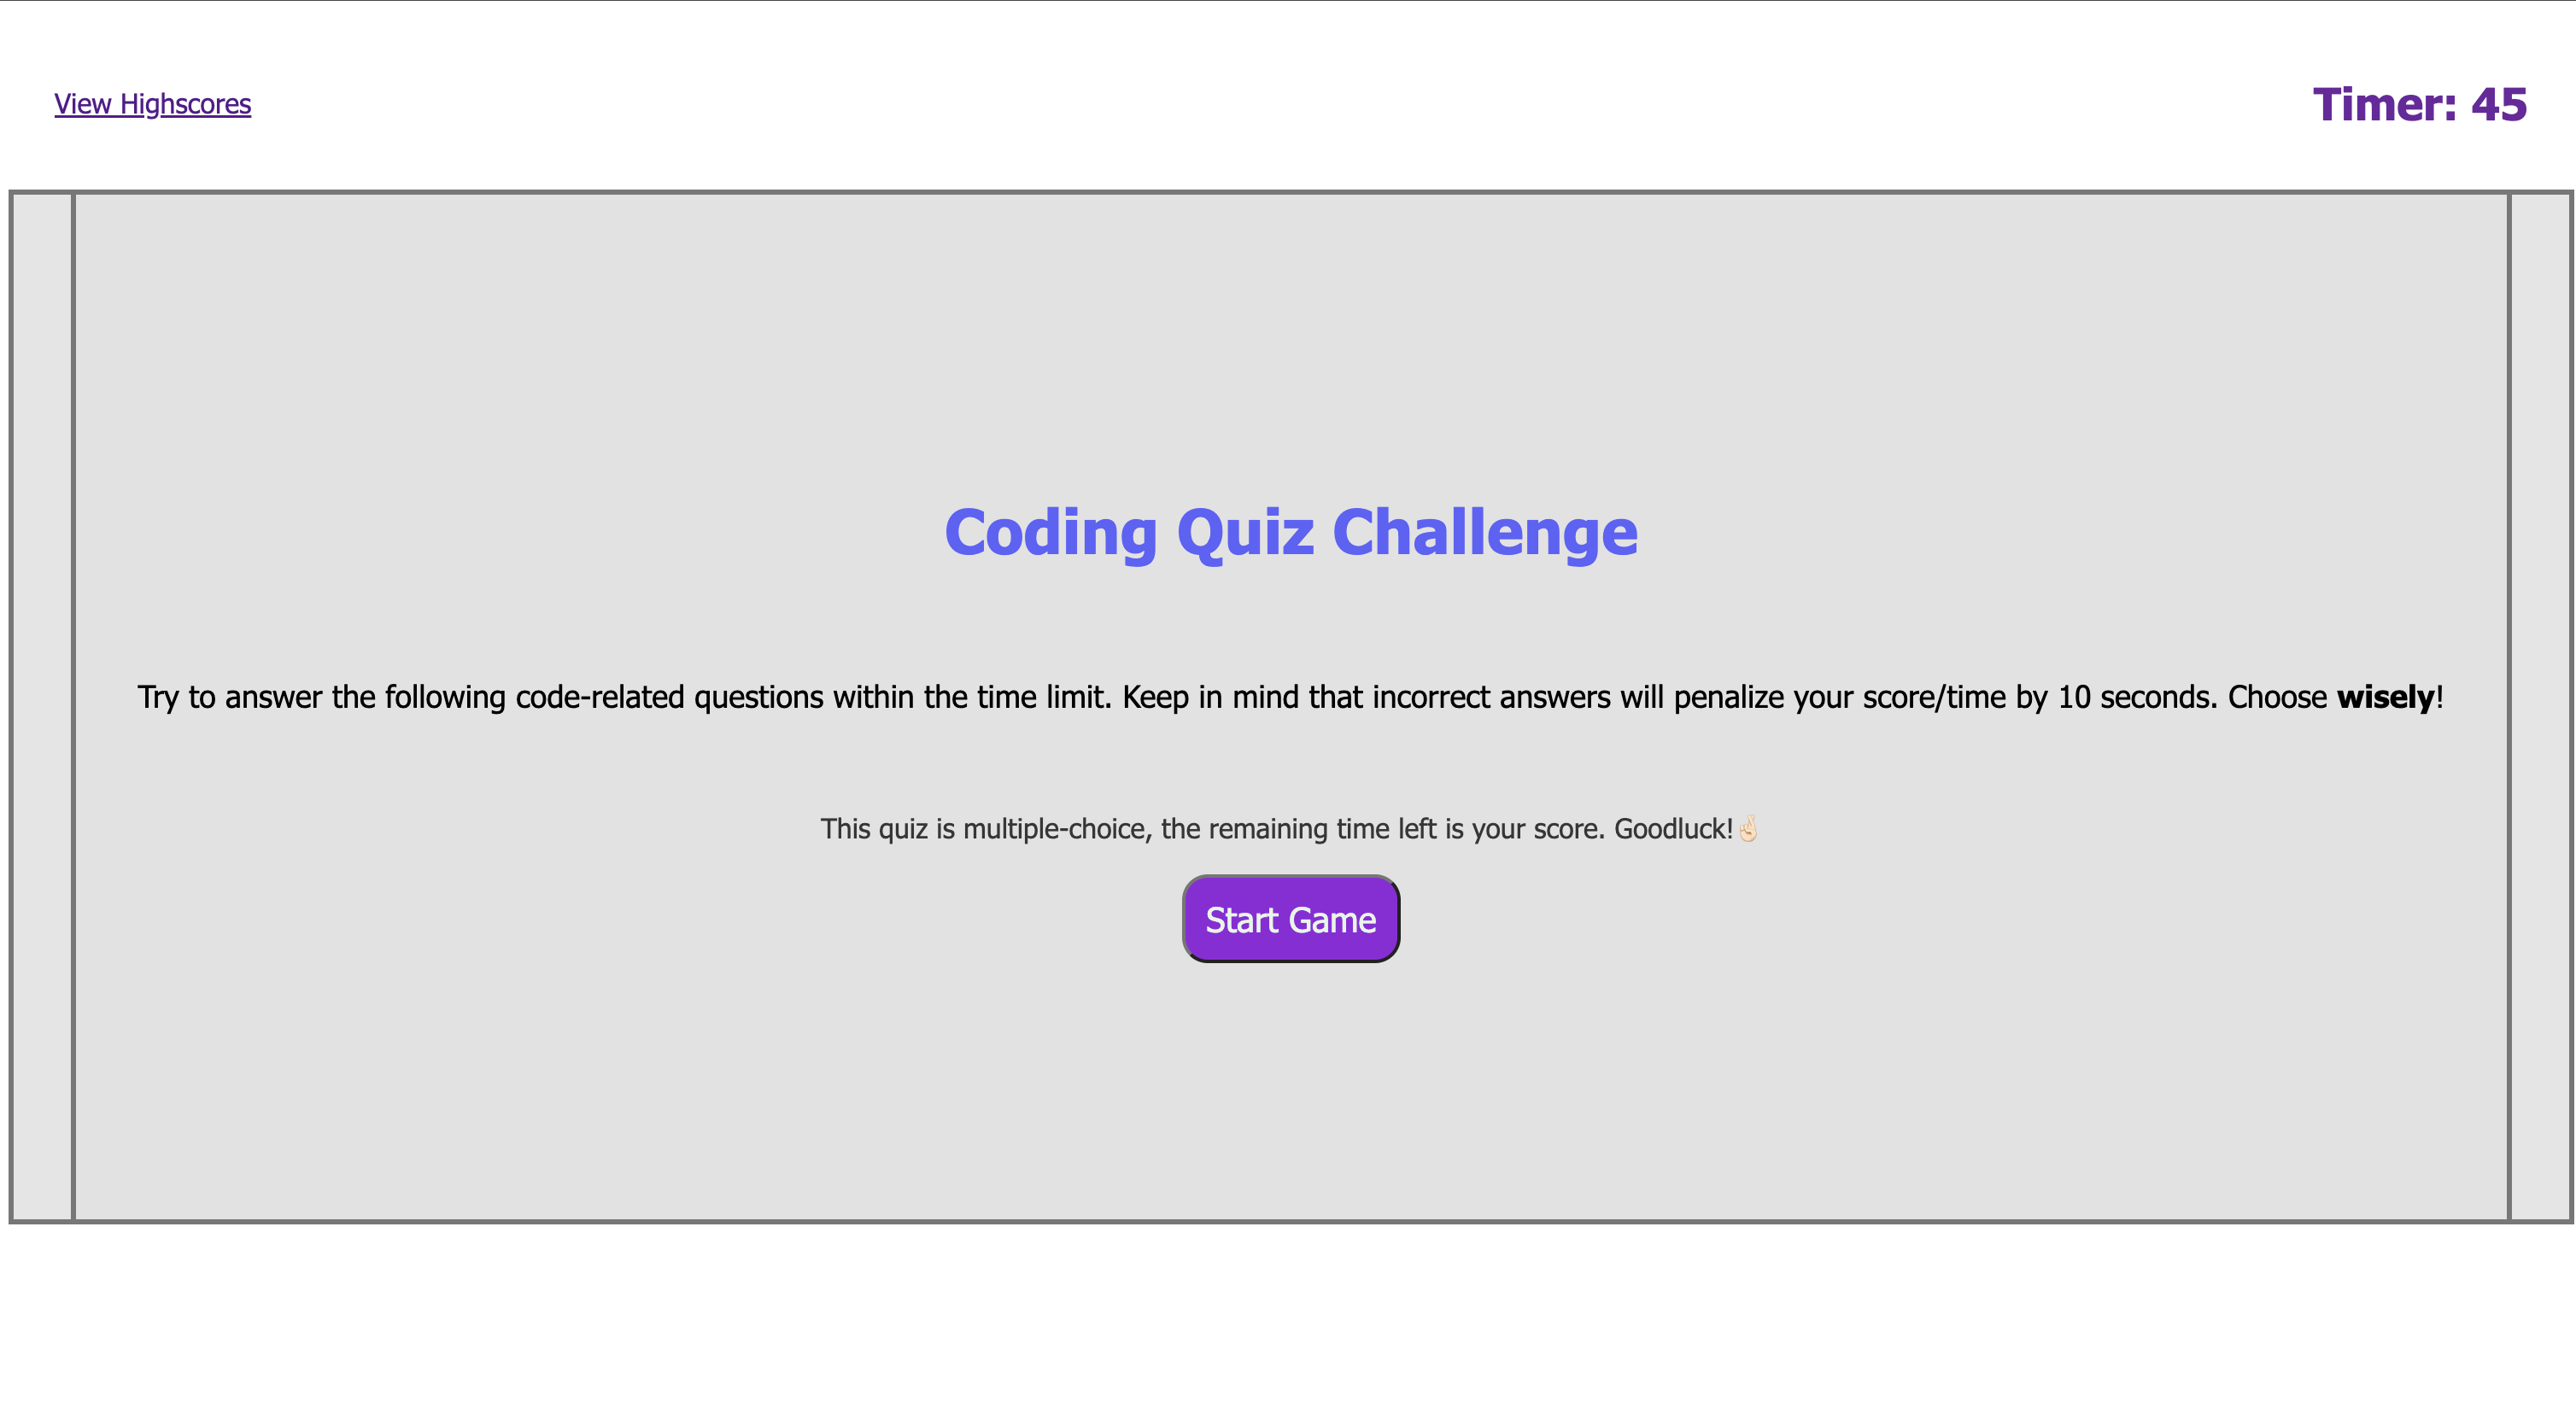 View Highscores
Timer: 45
Coding Quiz Challenge
Try to answer the following code-related questions within the time limit. Keep in mind that incorrect answers will penalize your score/time by 10 seconds. Choose wisely!
This quiz is multiple-choice, the remaining time left is your score. Goodluck!🤞🏻
Start Game